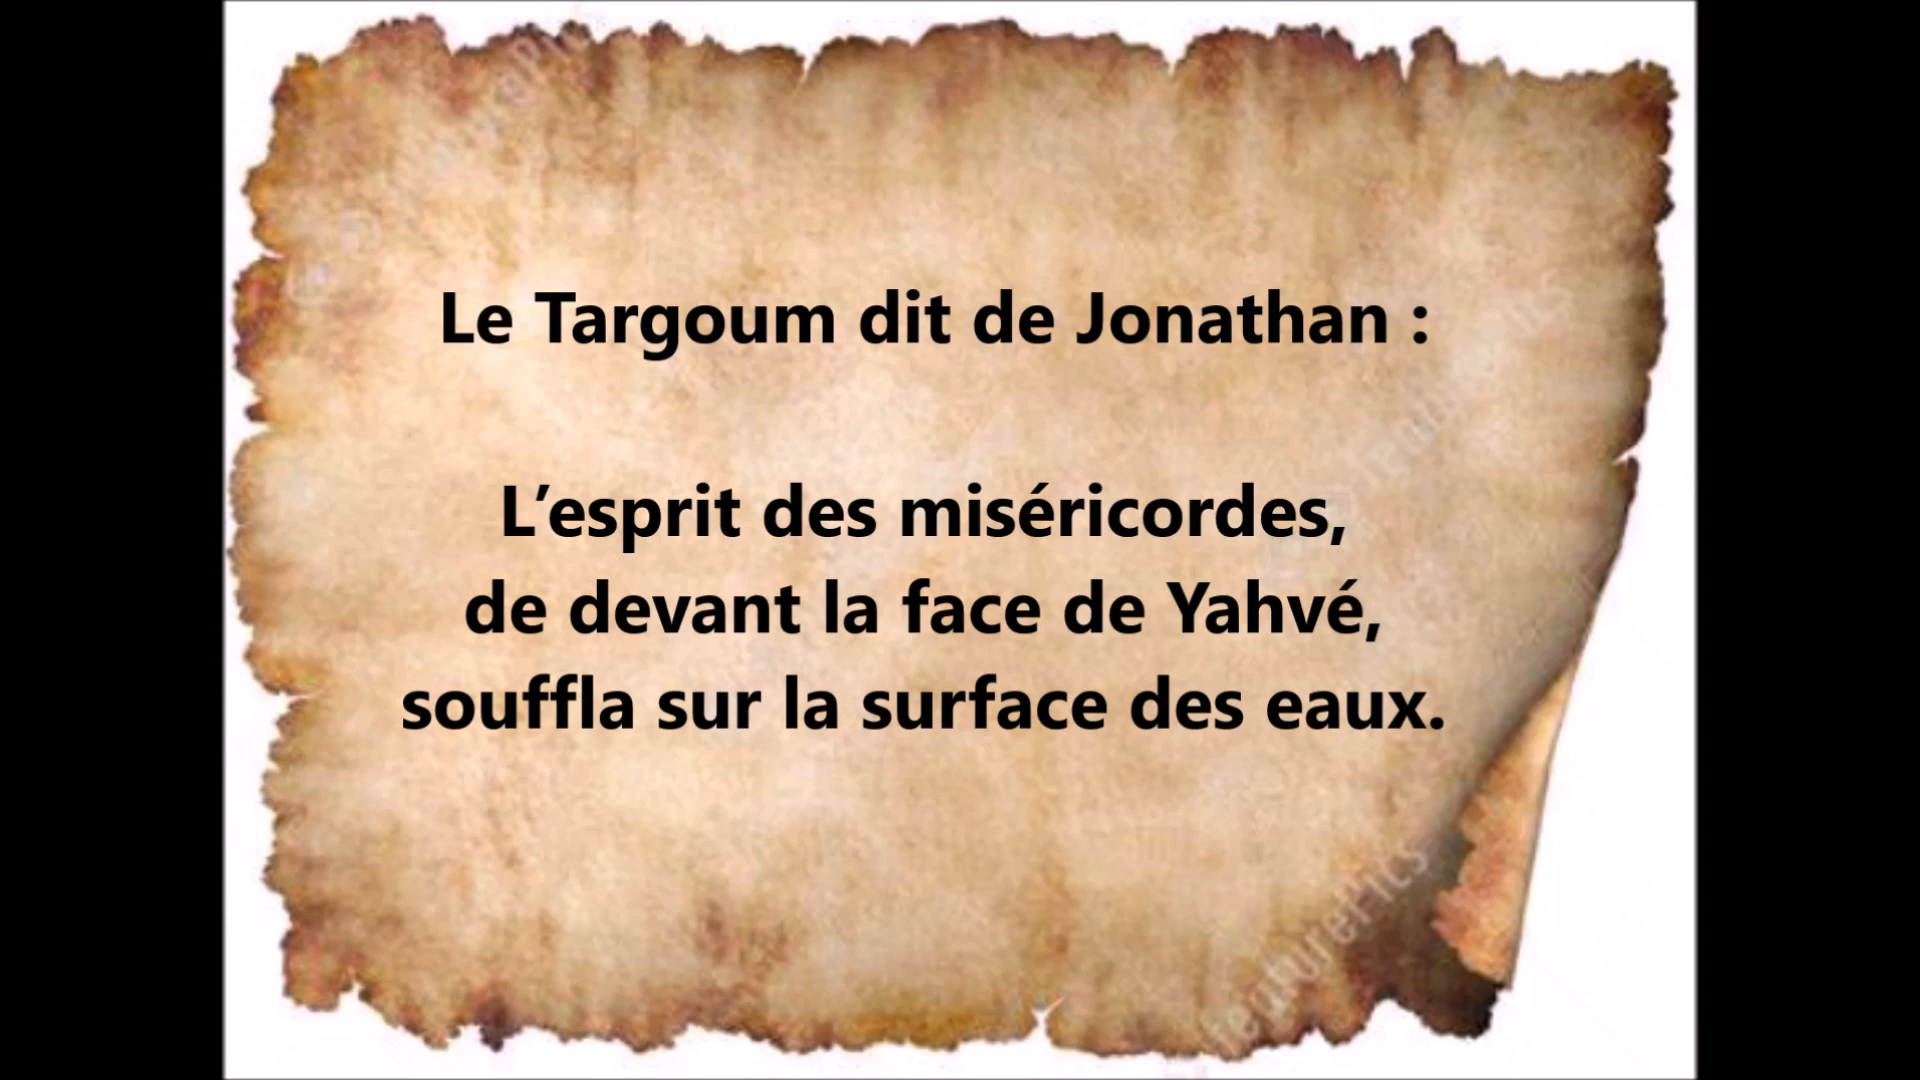 Le Targoum dit de Jonathan :
L’esprit des miséricordes,
de devant la face de Yahvé,
souffla sur la surface des eaux.